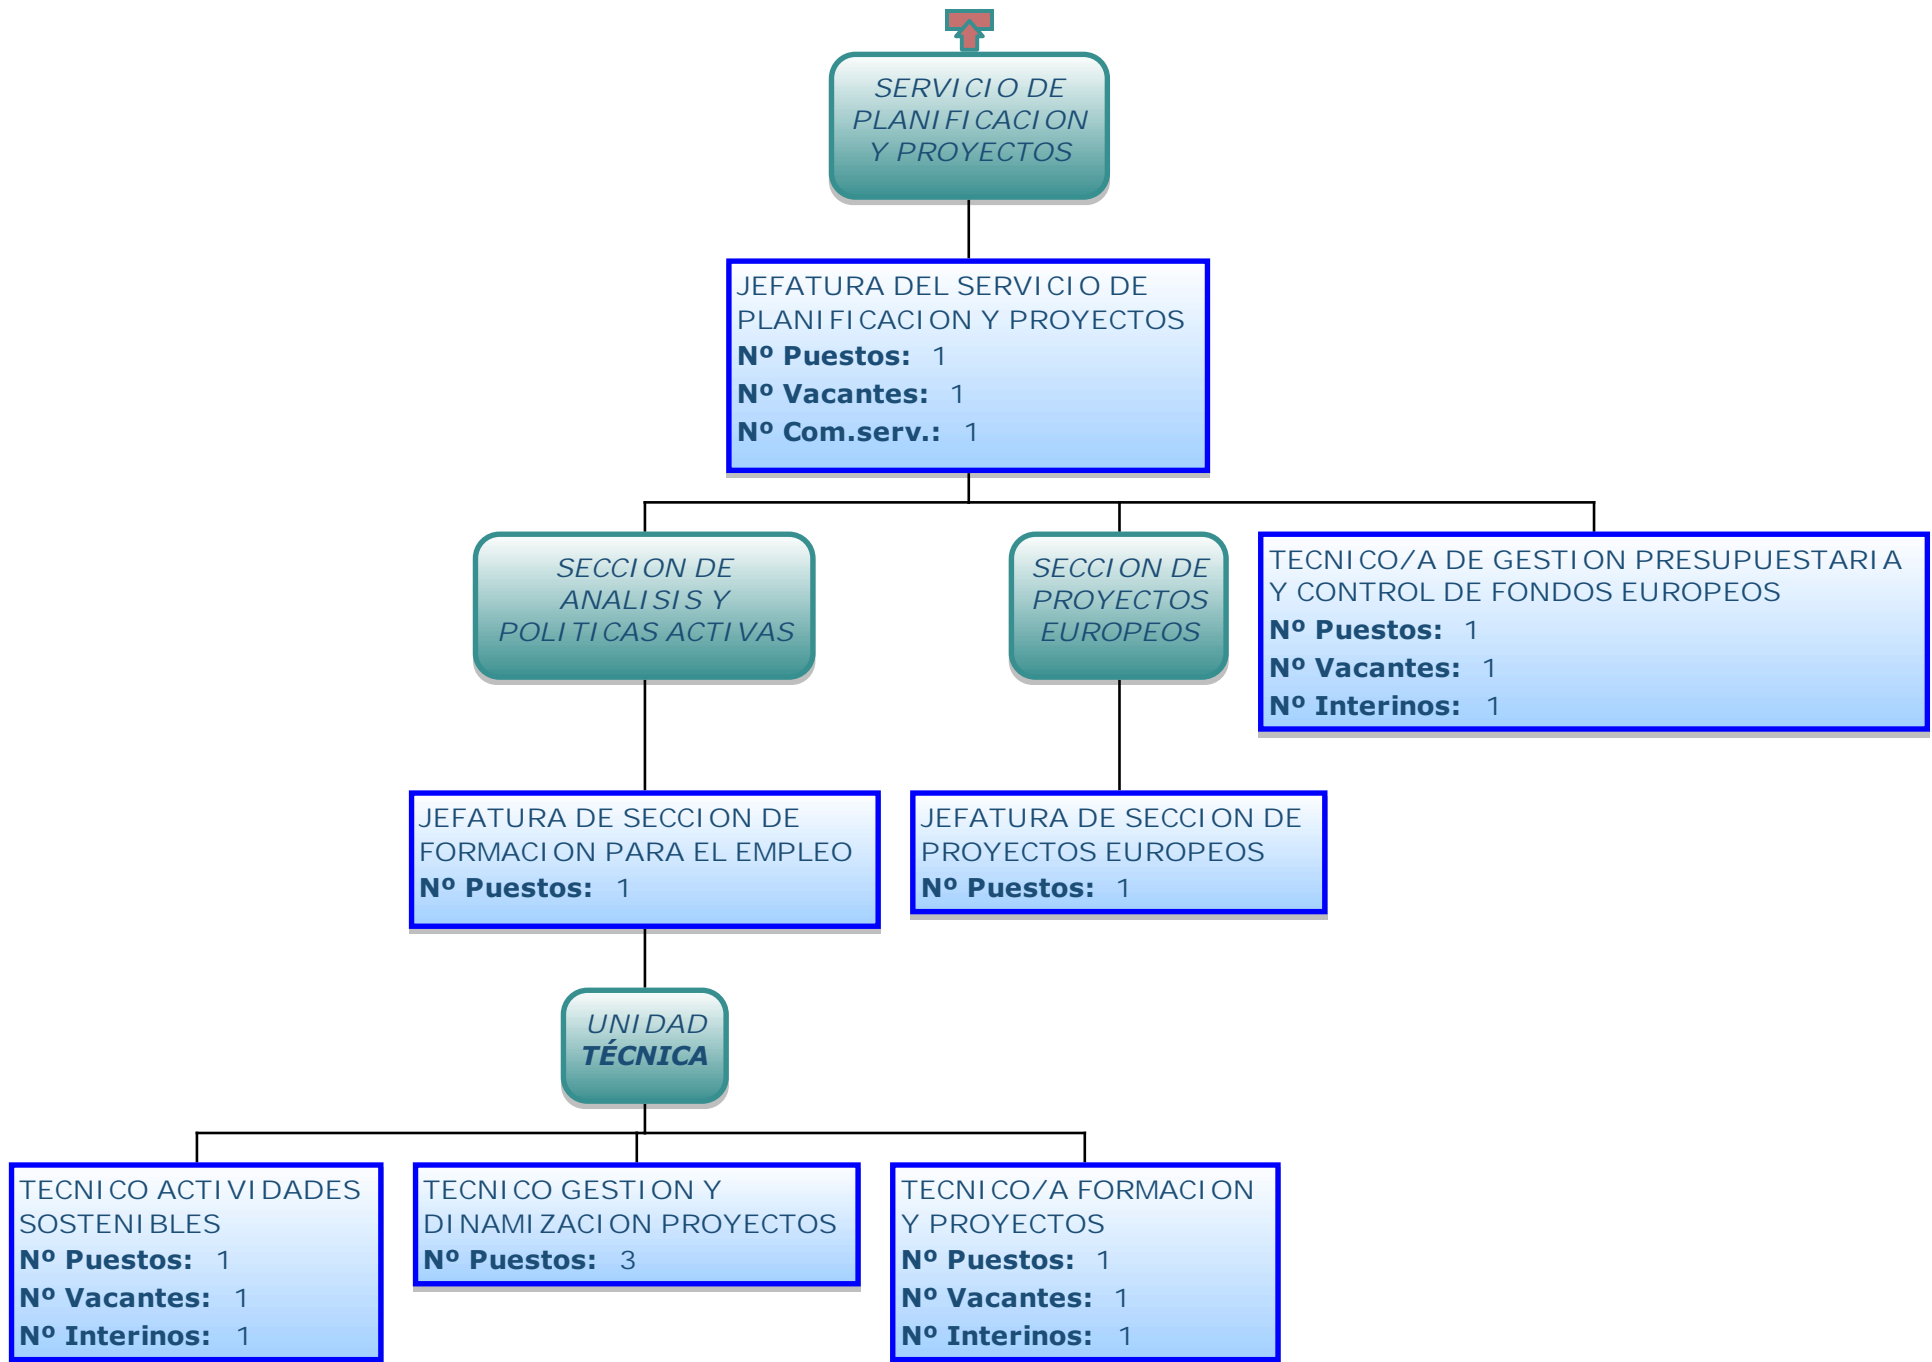 SERVICIO DE
PLANIFICACION
Y PROYECTOS
JEFATURA DEL SERVICIO DE
PLANIFICACION Y PROYECTOS
Nº Puestos: 1
Nº Vacantes: 1
Nº Com.serv.: 1
SECCION DE
ANALISIS Y
POLITICAS ACTIVAS
SECCION DE
PROYECTOS
EUROPEOS
TECNICO/A DE GESTION PRESUPUESTARIA
Y CONTROL DE FONDOS EUROPEOS
Nº Puestos: 1
Nº Vacantes: 1
Nº Interinos: 1
JEFATURA DE SECCION DE
FORMACION PARA EL EMPLEO
Nº Puestos: 1
JEFATURA DE SECCION DE
PROYECTOS EUROPEOS
Nº Puestos: 1
UNIDAD
TÉCNICA
TECNICO ACTIVIDADES
SOSTENIBLES
Nº Puestos: 1
Nº Vacantes: 1
Nº Interinos: 1
TECNICO GESTION Y
DINAMIZACION PROYECTOS
Nº Puestos: 3
TECNICO/A FORMACION
Y PROYECTOS
Nº Puestos: 1
Nº Vacantes: 1
Nº Interinos: 1